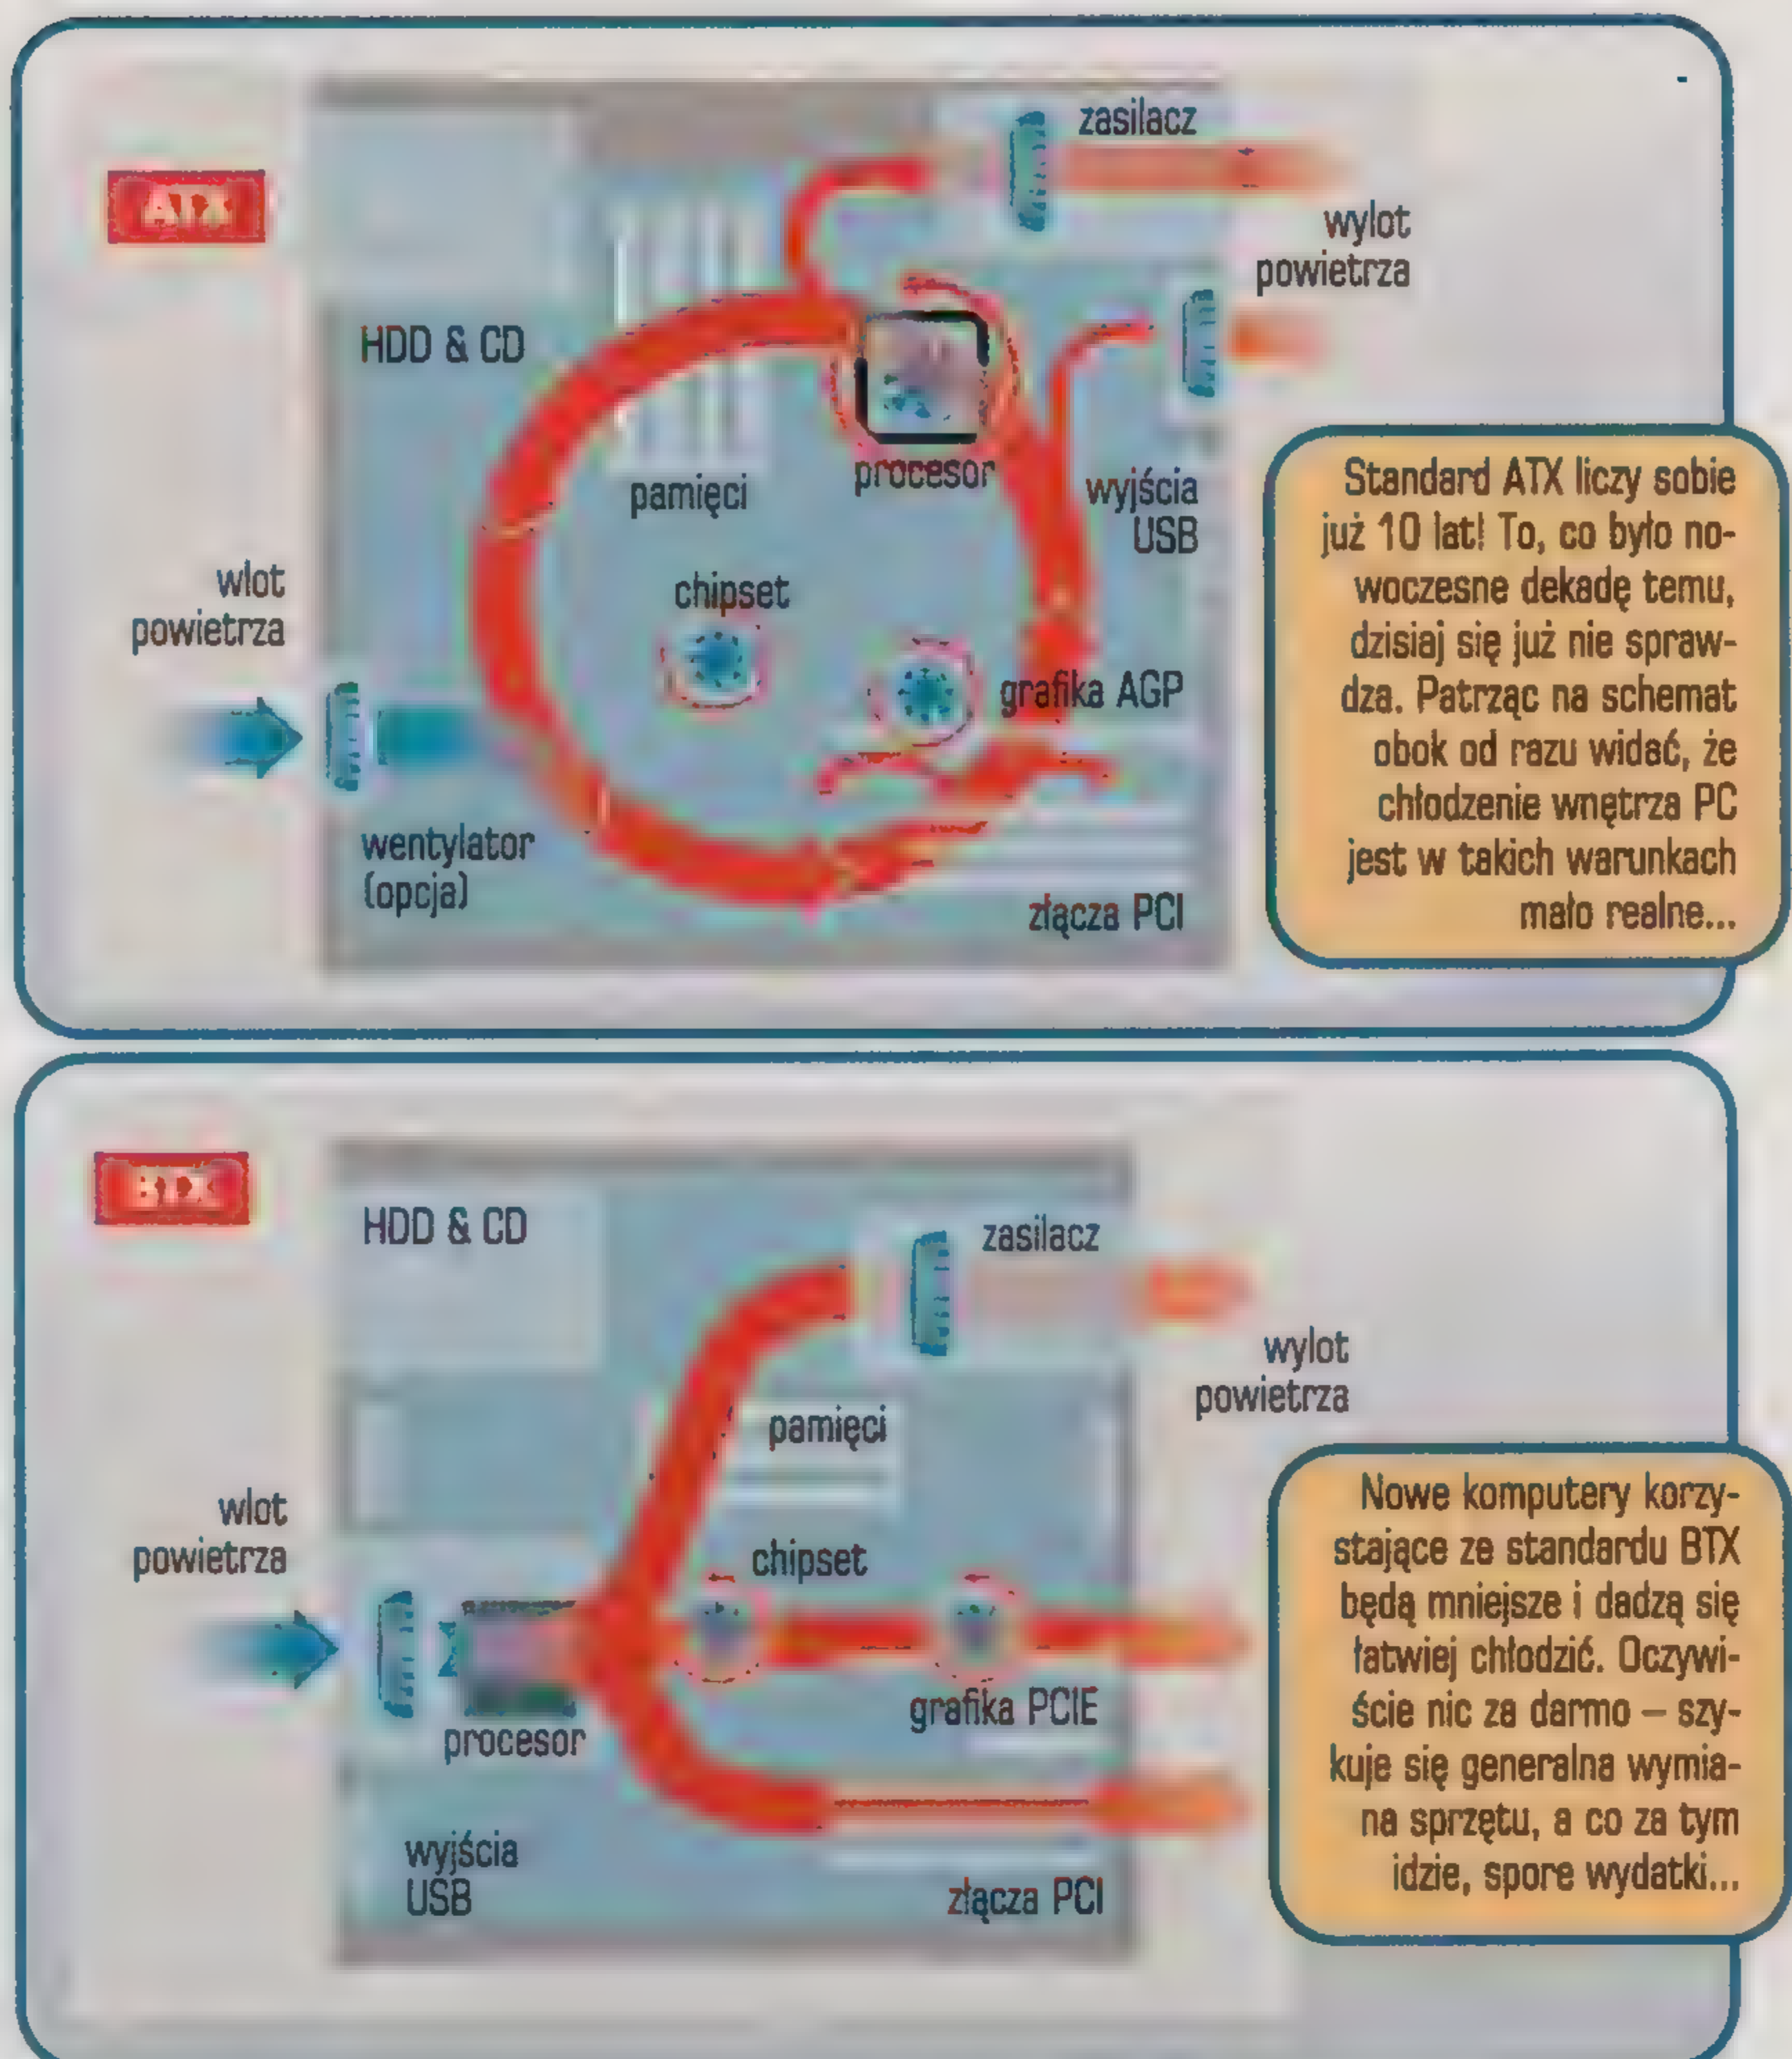 ATX
zasilacz
wylot
powietrza
HDD & CD
pamięci
procesor
wyjścia
USB
wlot
powietrza
chipset
grafika AGP
wentylator
(opcja)
złącza PCI
Standard ATX liczy sobie
już 10 lat! To, co było no-
woczesne dekadę temu,
dzisiaj się już nie spraw-
dza. Patrząc na schemat
obok od razu widać, że
chłodzenie wnętrza PC
jest w takich warunkach
mało realne...
BTX
HDD & CD
zasilacz
wylot
powietrza
pamięci
wlot
powietrza
chipset
procesor
grafika PCIE
wyjścia
USB
złącza PCI
Nowe komputery korzy-
stające ze standardu BTX
będą mniejsze i dadzą się
łatwiej chłodzić. Oczywi-
ście nic za darmo – szy-
kuje się generalna wymia-
na sprzętu, a co za tym
idzie, spore wydatki...